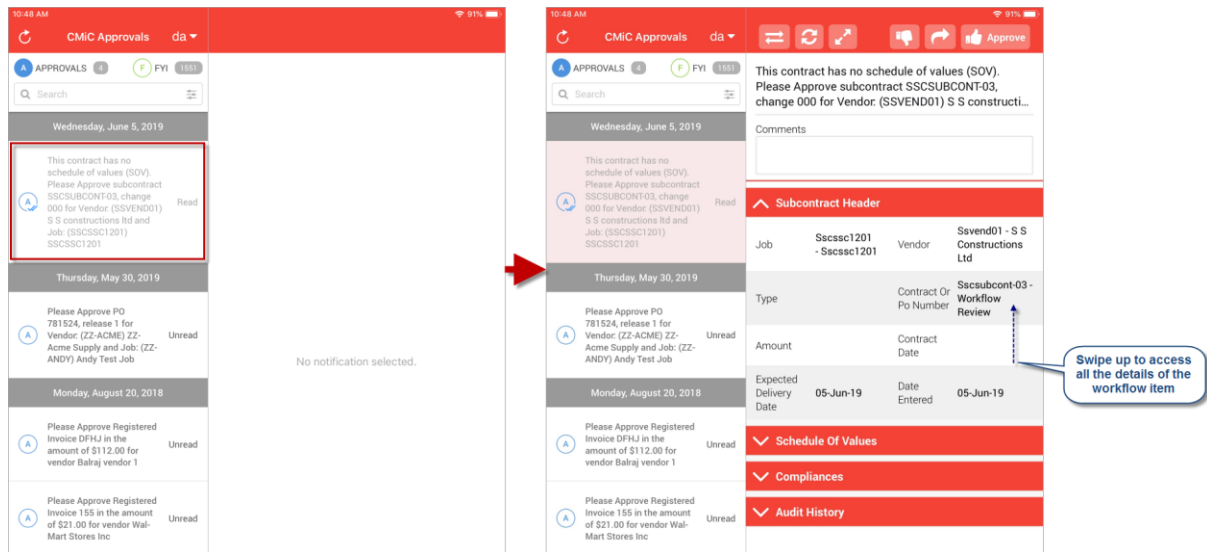 10:48 AM
91%
CMiC Approvals
da
A APPROVALS 4
F FYI 1551
Search
Wednesday, June 5, 2019
This contract has no
schedule of values (SOV).
Please Approve subcontract
SSCSUBCONT-03, change
000 for Vendor: (SSVEND01)
S S constructions ltd and
Job: (SSCSSC1201)
SSCSSC1201
A
Read
Thursday, May 30, 2019
Please Approve PO
781524, release 1 for
Vendor: (ZZ-ACME) ZZ-
Acme Supply and Job: (ZZ-
ANDY) Andy Test Job
A
Unread
Monday, August 20, 2018
Please Approve Registered
Invoice DFHJ in the
amount of $112.00 for
vendor Balraj vendor 1
A
Unread
Please Approve Registered
Invoice 155 in the amount
of $21.00 for vendor Wal-
Mart Stores Inc
A
Unread
No notification selected.
10:48 AM
91%
CMiC Approvals
da
A APPROVALS 4
F FYI 1551
Search
Wednesday, June 5, 2019
This contract has no
schedule of values (SOV).
Please Approve subcontract
SSCSUBCONT-03, change
000 for Vendor: (SSVEND01)
S S constructions ltd and
Job: (SSCSSC1201)
SSCSSC1201
A
Read
Thursday, May 30, 2019
Please Approve PO
781524, release 1 for
Vendor: (ZZ-ACME) ZZ-
Acme Supply and Job: (ZZ-
ANDY) Andy Test Job
A
Unread
Monday, August 20, 2018
Please Approve Registered
Invoice DFHJ in the
amount of $112.00 for
vendor Balraj vendor 1
A
Unread
Please Approve Registered
Invoice 155 in the amount
of $21.00 for vendor Wal-
Mart Stores Inc
A
Unread
Approve
This contract has no schedule of values (SOV).
Please Approve subcontract SSCSUBCONT-03,
change 000 for Vendor: (SSVEND01) S S constructi...
Comments
Subcontract Header
Job
Sscssc1201
- Sscssc1201
Vendor
Ssvend01 - S S
Constructions
Ltd
Type
Contract Or
Po Number
Sscsubcont-03 -
Workflow
Review
Amount
Contract
Date
Expected
Delivery
Date
05-Jun-19
Date
Entered
05-Jun-19
Schedule Of Values
Compliances
Audit History
Swipe up to access
all the details of the
workflow item